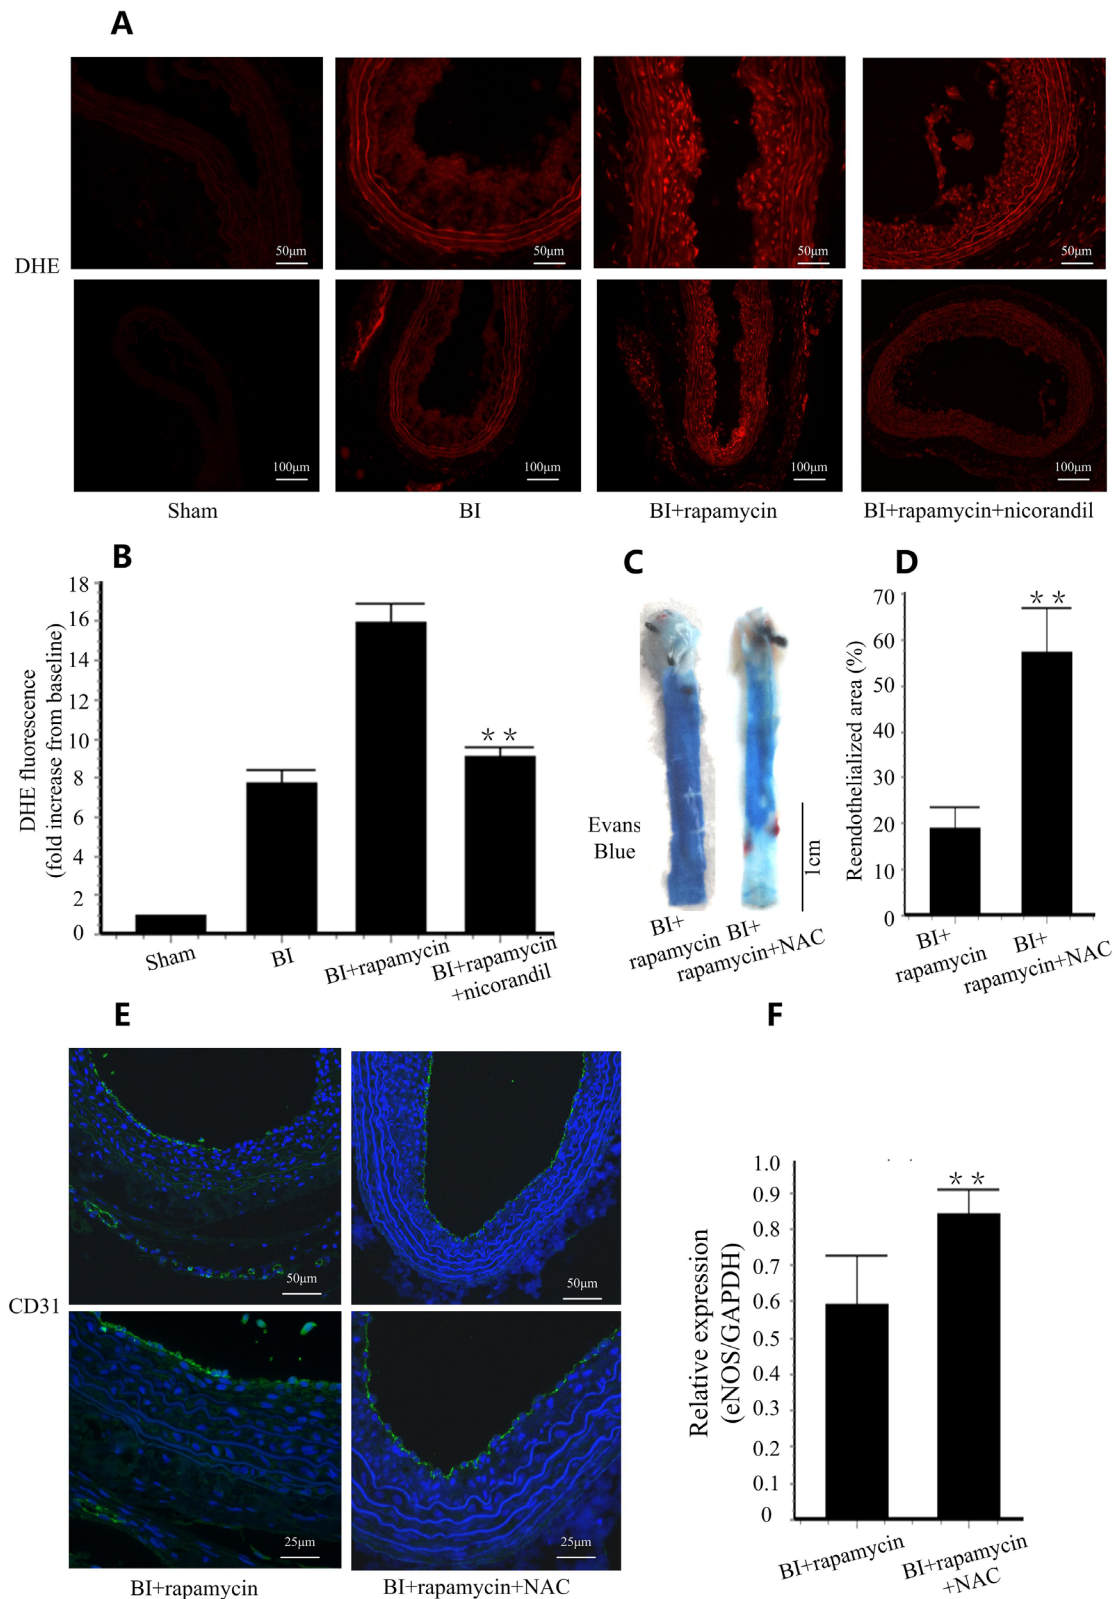 A
DHE
50μm
50μm
50μm
50μm
100μm
100μm
100μm
100μm
Sham
BI
BI+rapamycin
BI+rapamycin+nicorandil
B
DHE fluorescence
(fold increase from baseline)
18
16
14
12
10
8
6
4
2
0
**
Sham
BI
BI+rapamycin
BI+rapamycin
+nicorandil
C
Evans
Blue
1cm
BI+
rapamycin
BI+
rapamycin+NAC
D
Reendothelialized area (%)
70
60
50
40
30
20
10
0
**
BI+
rapamycin
BI+
rapamycin+NAC
E
CD31
50μm
50μm
25μm
25μm
BI+rapamycin
BI+rapamycin+NAC
F
Relative expression
(eNOS/GAPDH)
1.0
0.9
0.8
0.7
0.6
0.5
0.4
0.3
0.2
0.1
0
**
BI+rapamycin
BI+rapamycin
+NAC